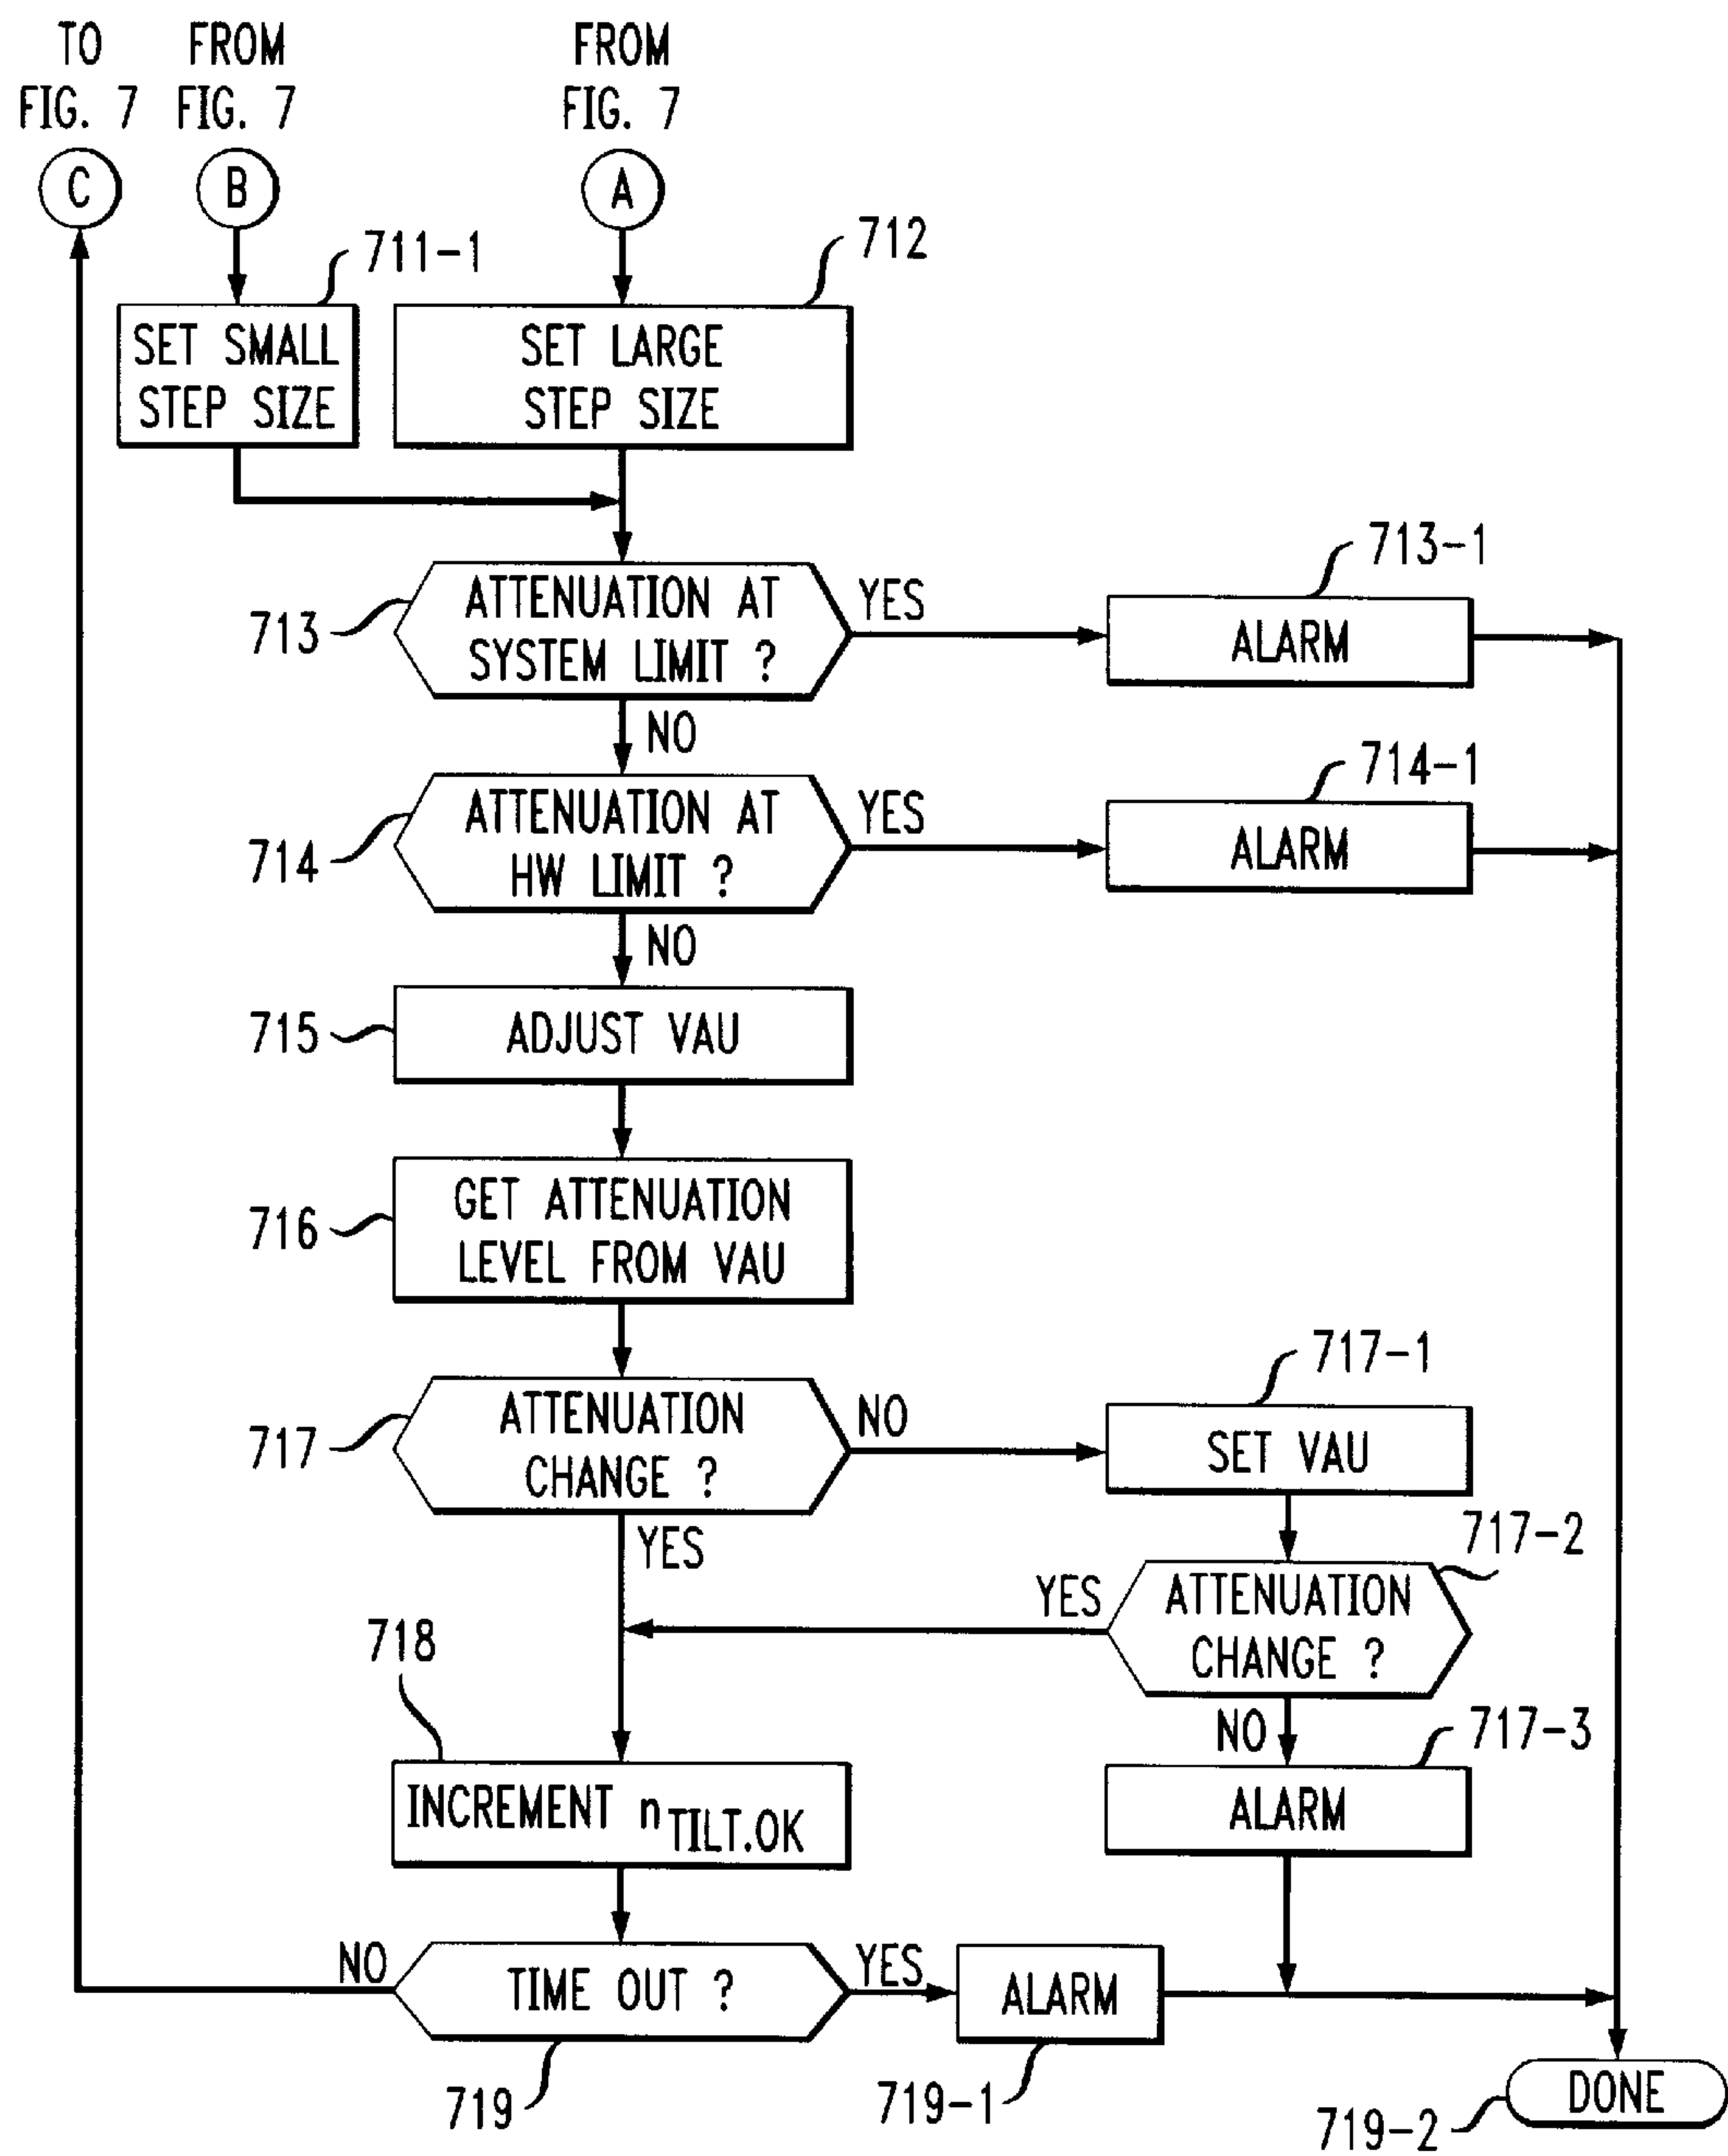 TO
FIG. 7
C
FROM
FIG. 7
B
FROM
FIG. 7
A
711-1
SET SMALL
STEP SIZE
712
SET LARGE
STEP SIZE
713
ATTENUATION AT
SYSTEM LIMIT ?
YES
713-1
ALARM
NO
714
ATTENUATION AT
HW LIMIT ?
YES
714-1
ALARM
NO
715
ADJUST VAU
716
GET ATTENUATION
LEVEL FROM VAU
717
ATTENUATION
CHANGE ?
NO
717-1
SET VAU
YES
717-2
ATTENUATION
CHANGE ?
YES
NO
717-3
ALARM
718
INCREMENT nTILT.OK
NO
TIME OUT ?
719
YES
ALARM
719-1
DONE
719-2